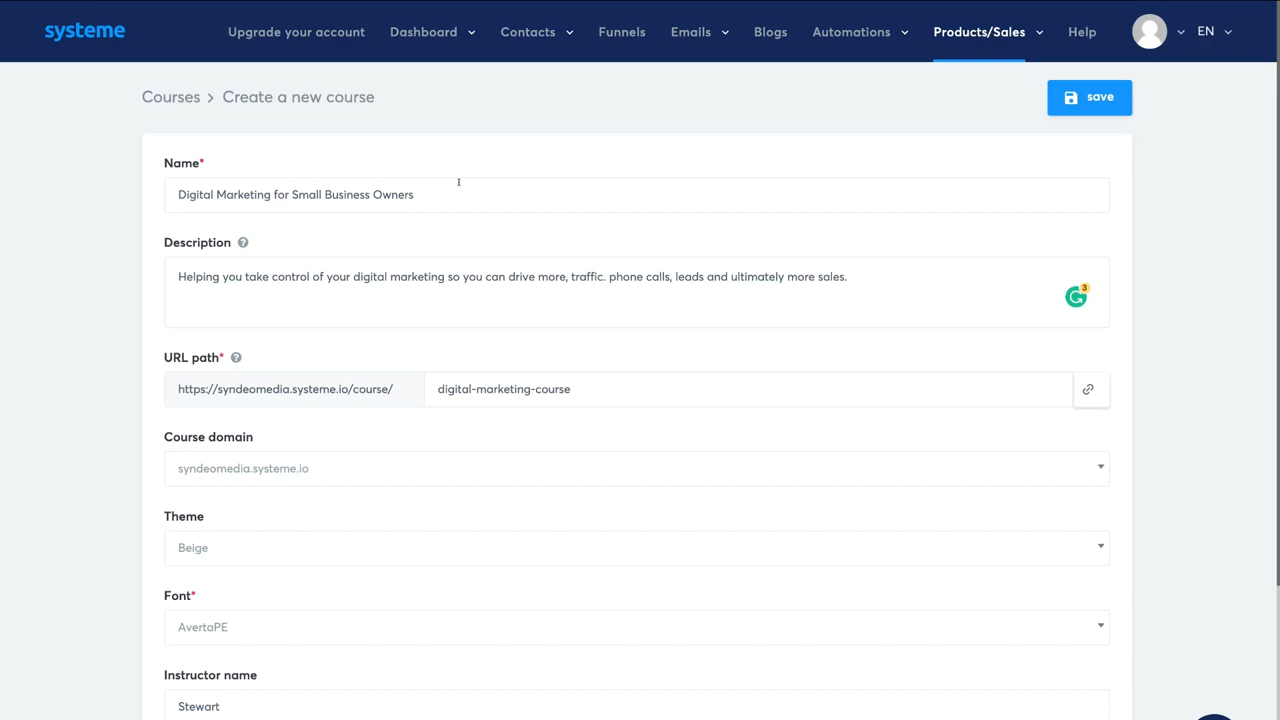 systeme
Upgrade your account
Dashboard
Contacts
Funnels
Emails
Blogs
Automations
Products/Sales
Help
EN
Courses > Create a new course
save
Name*
Digital Marketing for Small Business Owners
Description ?
Helping you take control of your digital marketing so you can drive more, traffic. phone calls, leads and ultimately more sales.
3
URL path* ?
https://syndeomedia.systeme.io/course/
digital-marketing-course
Course domain
syndeomedia.systeme.io
Theme
Beige
Font*
AvertaPE
Instructor name
Stewart